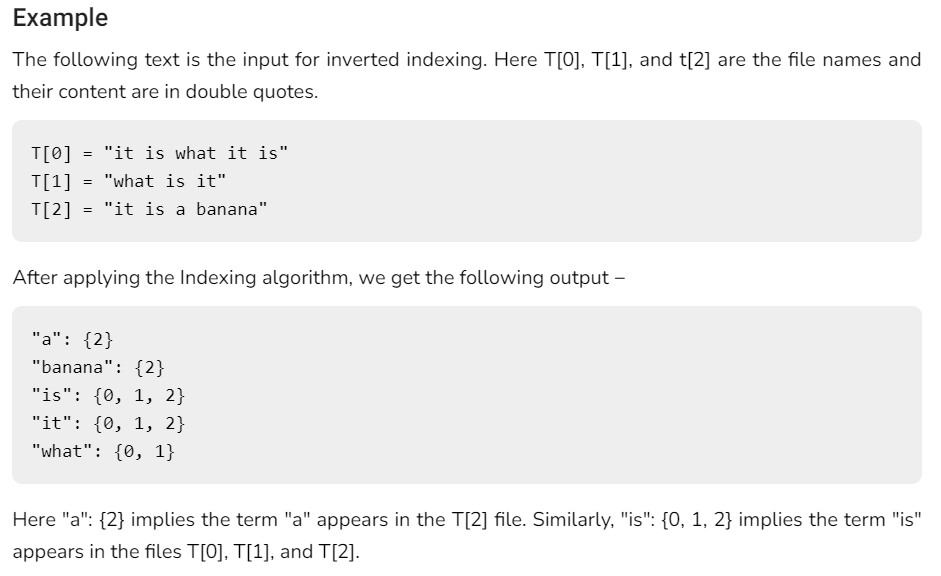 Example
The following text is the input for inverted indexing. Here T[0], T[1], and t[2] are the file names and
their content are in double quotes.
T[0] = "it is what it is"
T[1] = "what is it"
T[2] = "it is a banana"
After applying the Indexing algorithm, we get the following output −
"a": {2}
"banana": {2}
"is": {0, 1, 2}
"it": {0, 1, 2}
"what": {0, 1}
Here "a": {2} implies the term "a" appears in the T[2] file. Similarly, "is": {0, 1, 2} implies the term "is"
appears in the files T[0], T[1], and T[2].